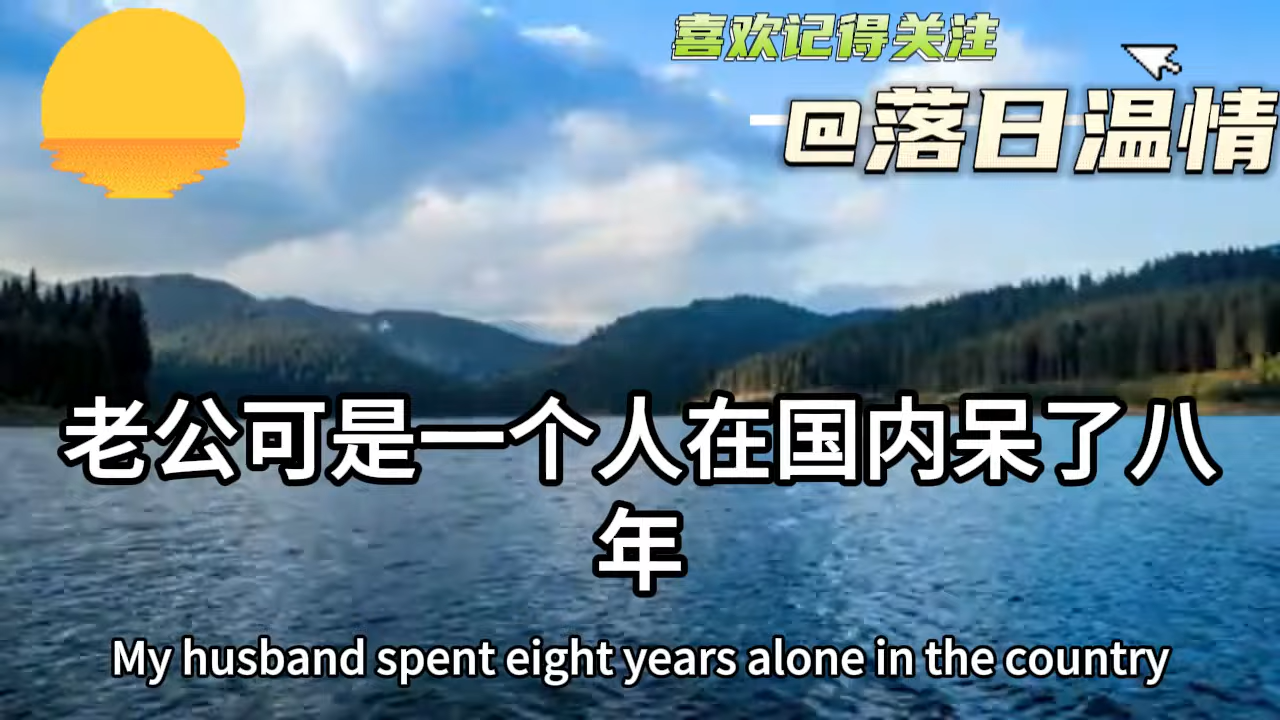 喜欢记得关注
@落日温情
老公可是一个人在国内呆了八
年
My husband spent eight years alone in the country